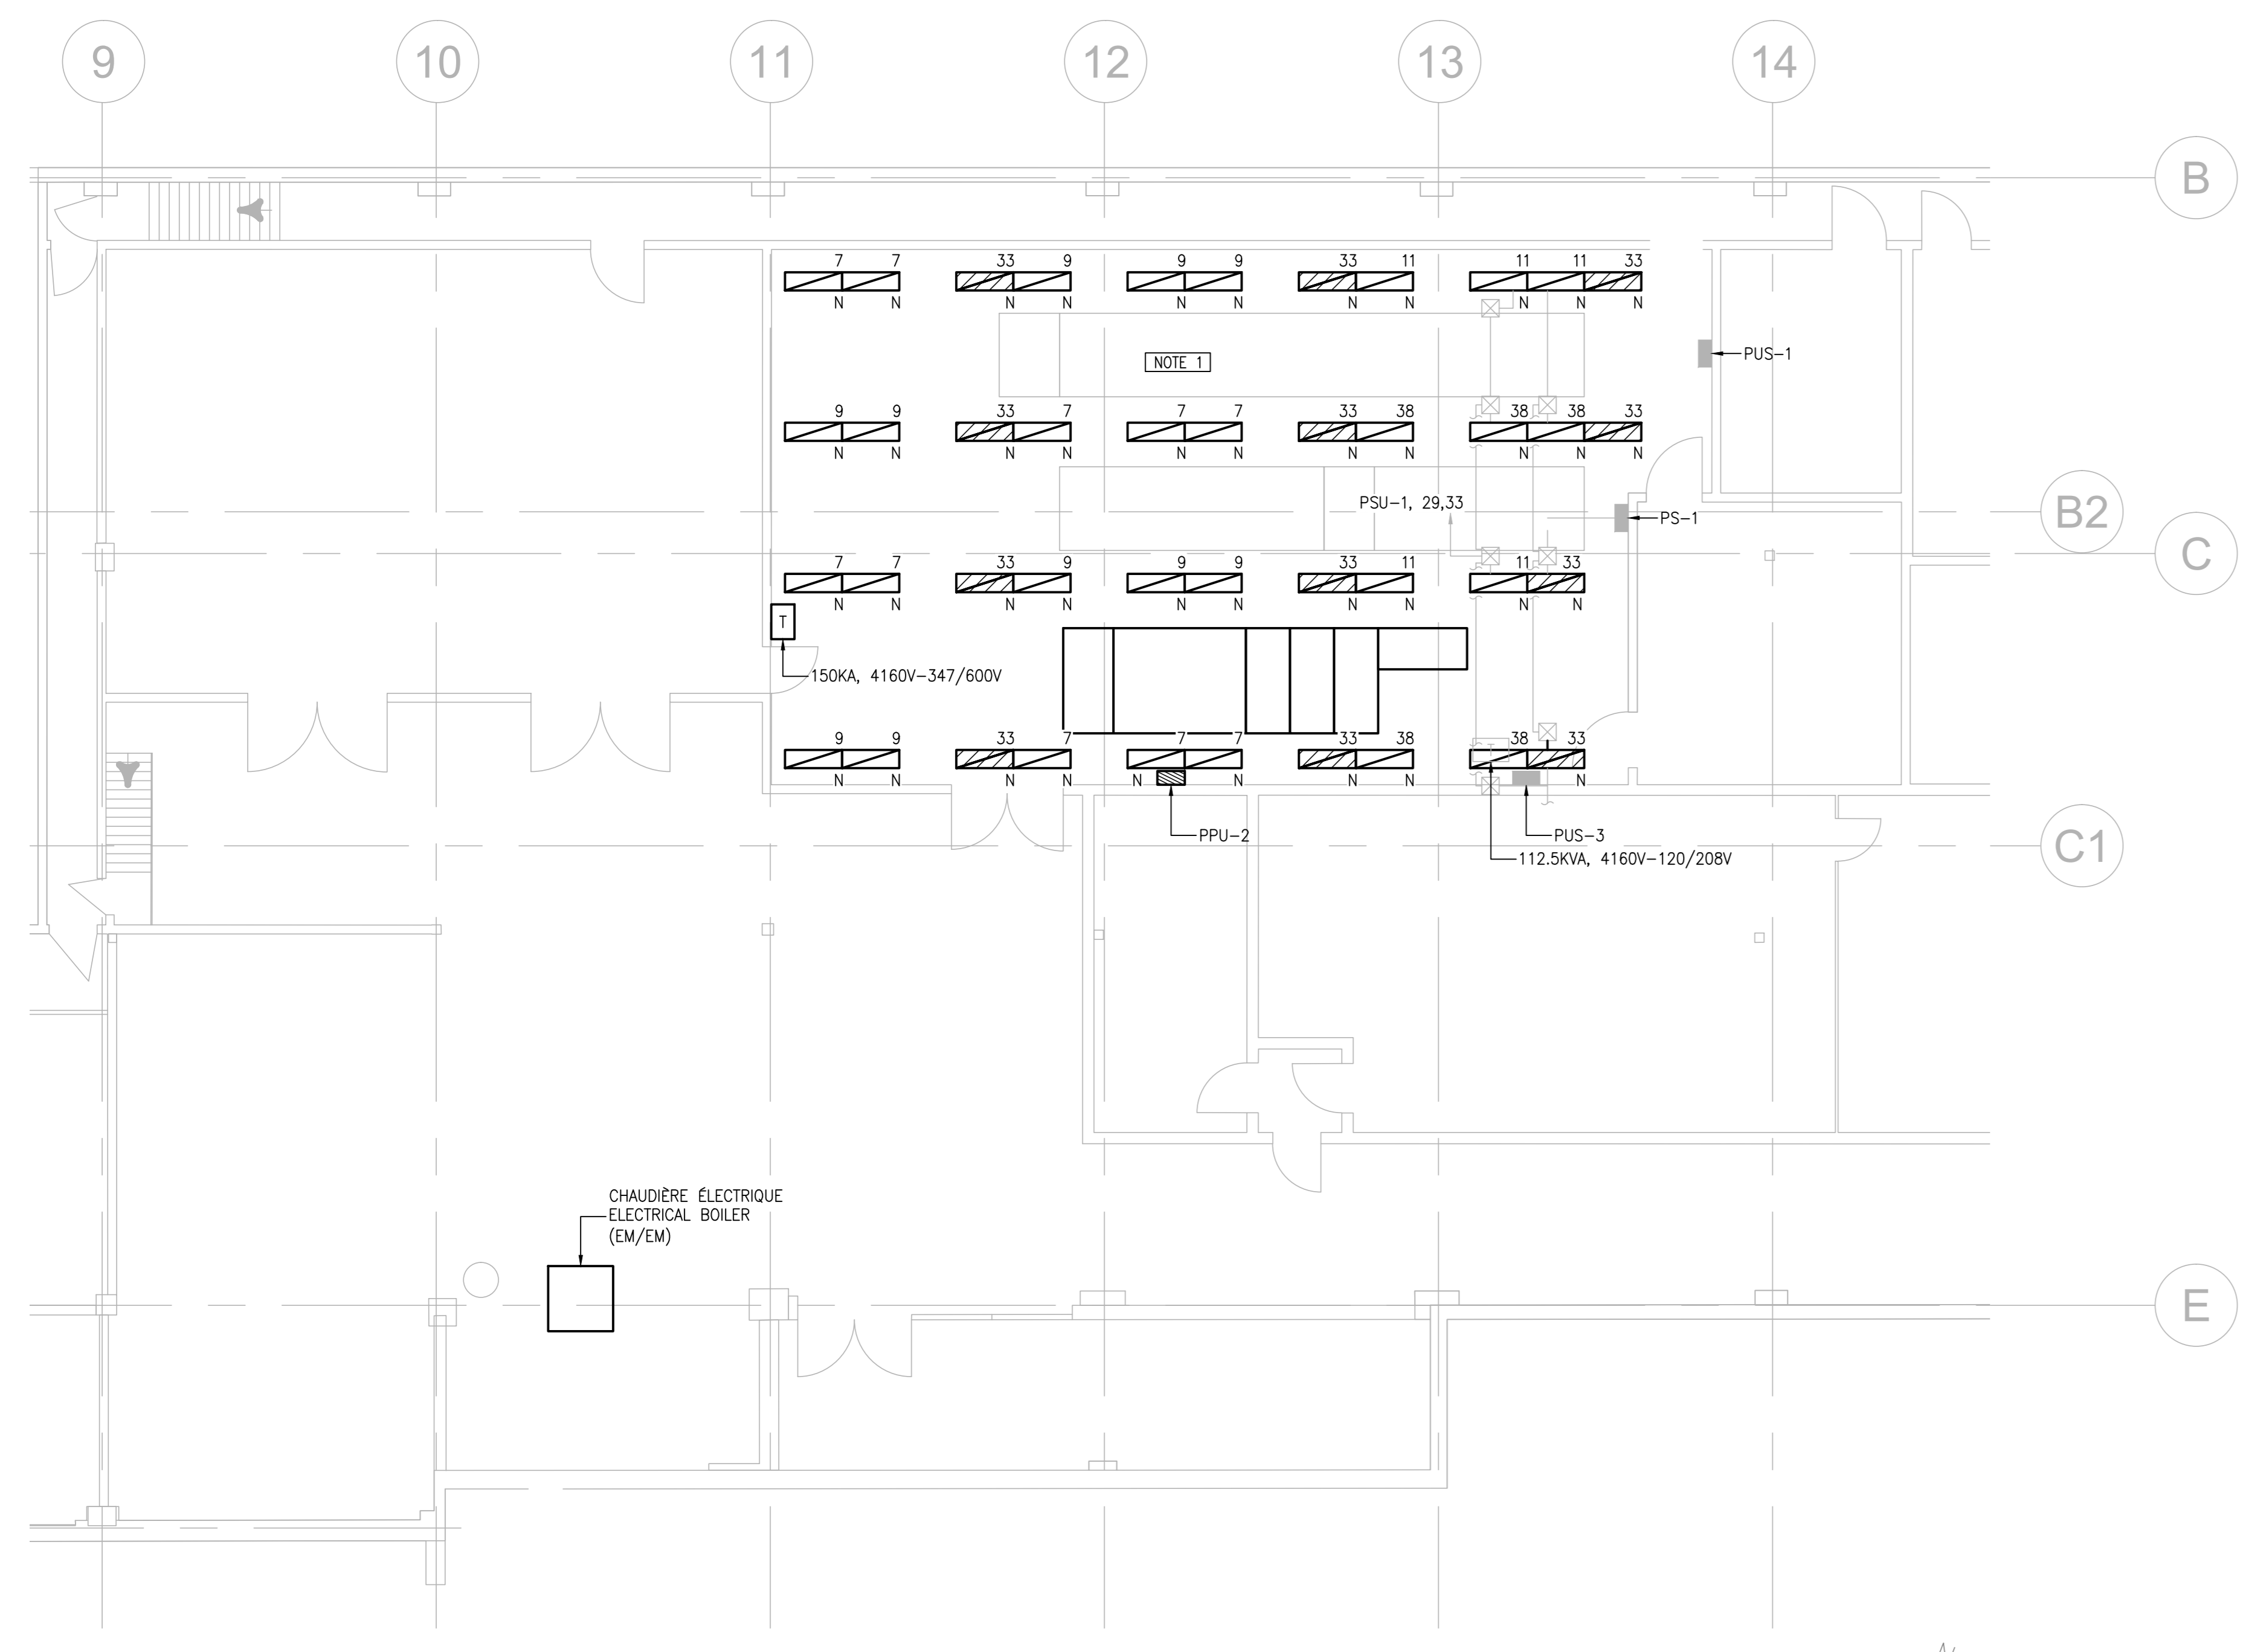 9 10 11 12 13 14
B
7 7 33 9 9 9 33 11 11 11 33
N N N N N N N N N N N
NOTE 1
PUS-1
9 9 33 7 7 7 33 38 38 38 33
N N N N N N N N N N N
PSU-1, 29,33
PS-1
B2
C
7 7 33 9 9 9 33 11 11 33
N N N N N N N N N N
T
150KA, 4160V-347/600V
9 9 33 7 7 7 33 38 38 33
T
N N N N N N N N N
PPU-2
PUS-3
C1
112.5KVA, 4160V-120/208V
CHAUDIÈRE ÉLECTRIQUE
ELECTRICAL BOILER
(EM/EM)
E